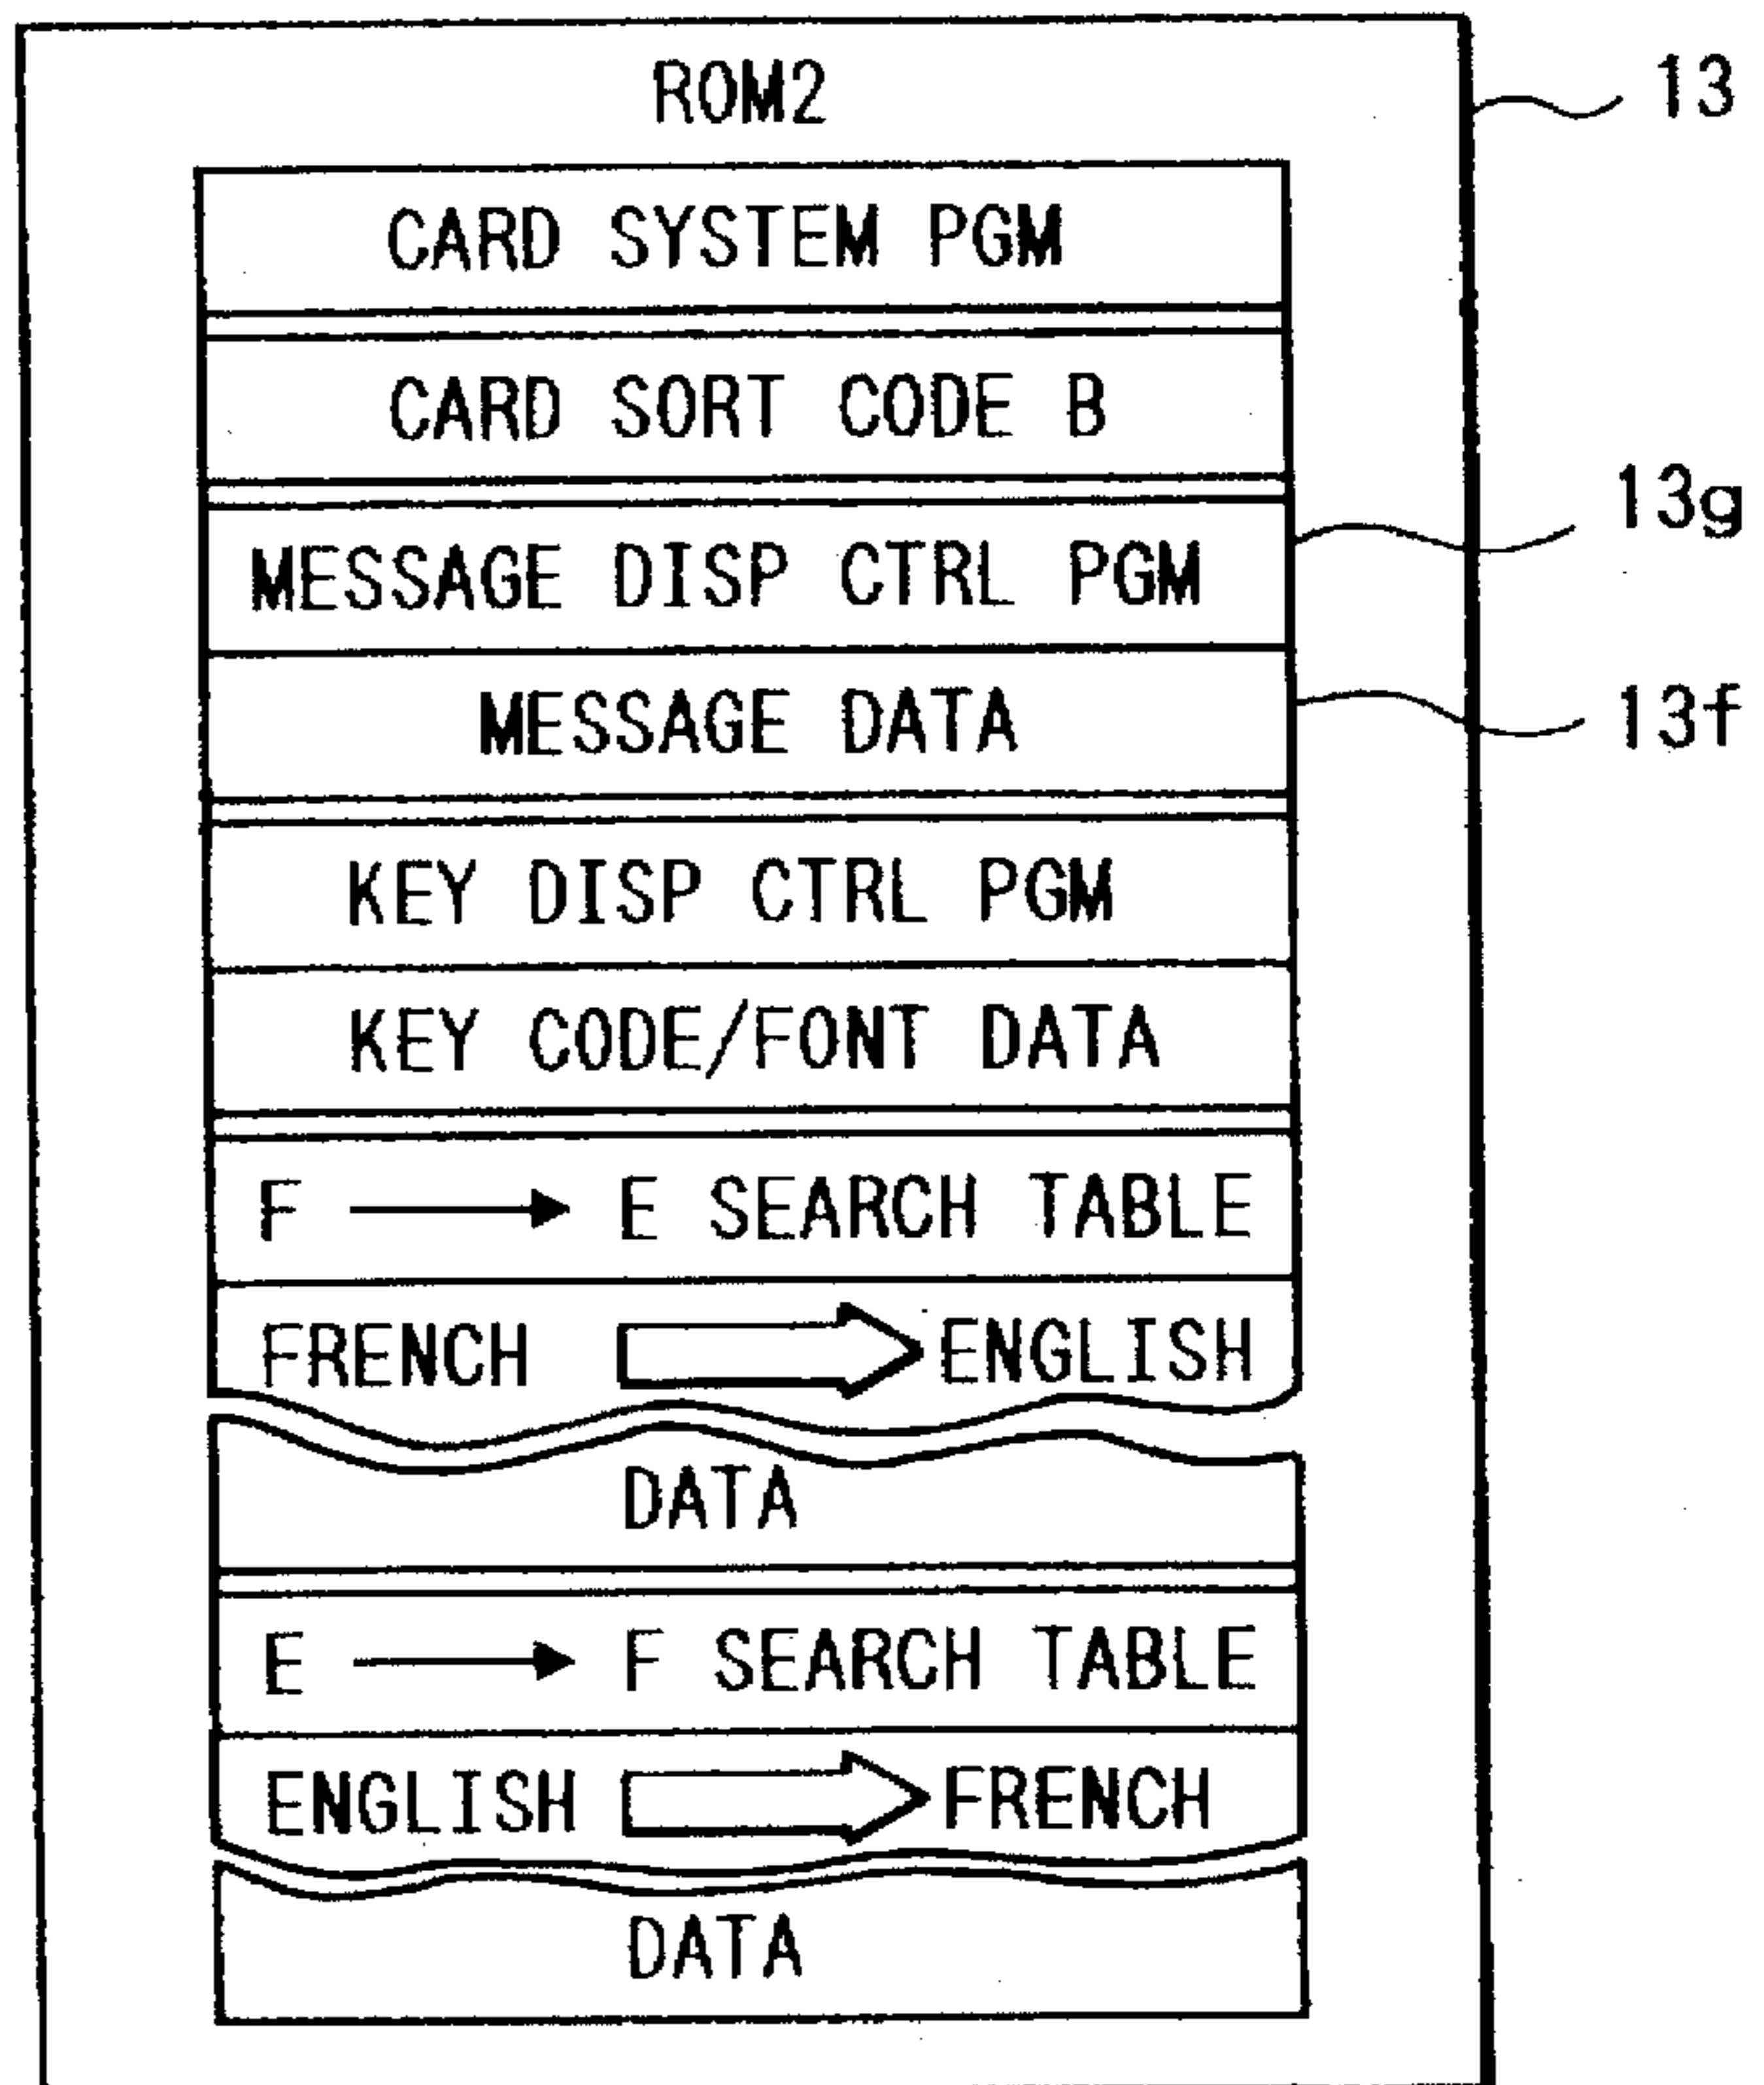 ROM2
13
CARD SYSTEM PGM
CARD SORT CODE B
13g
MESSAGE DISP CTRL PGM
MESSAGE DATA
13f
KEY DISP CTRL PGM
KEY CODE/FONT DATA
F → E SEARCH TABLE
FRENCH ⇒ ENGLISH
DATA
E → F SEARCH TABLE
ENGLISH ⇒ FRENCH
DATA